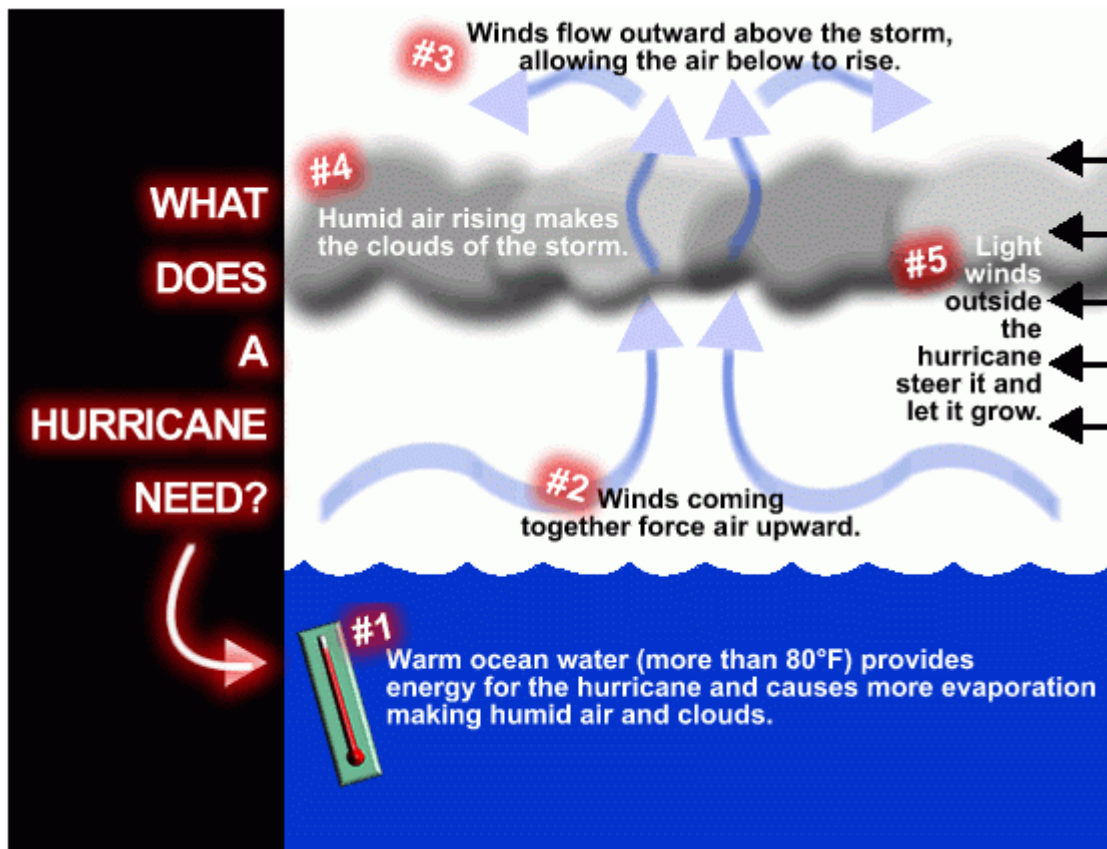 WHAT
DOES
A
HURRICANE
NEED?
#1
Warm ocean water (more than 80°F) provides
energy for the hurricane and causes more evaporation
making humid air and clouds.
#2
Winds coming
together force air upward.
#3
Winds flow outward above the storm,
allowing the air below to rise.
#4
Humid air rising makes
the clouds of the storm.
#5
Light
winds
outside
the
hurricane
steer it and
let it grow.